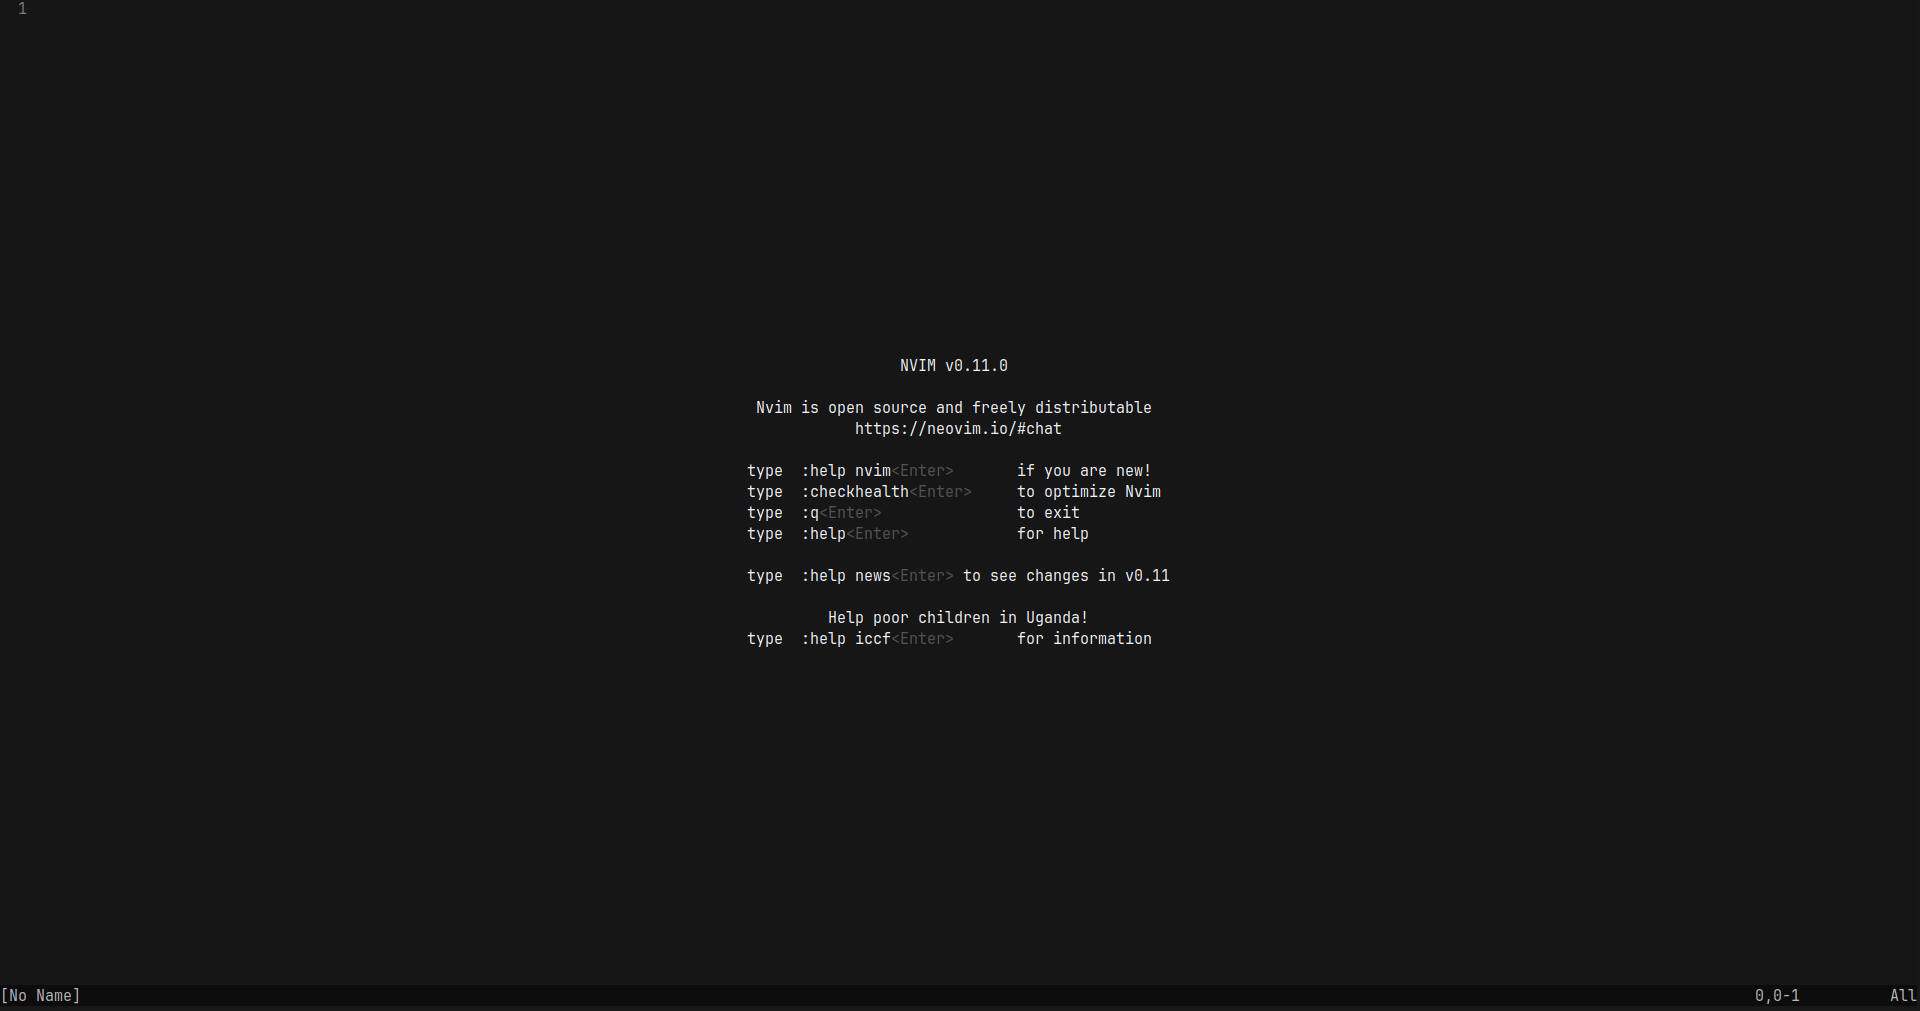 1
NVIM v0.11.0
Nvim is open source and freely distributable
https://neovim.io/#chat
type  :help nvim<Enter>       if you are new!
type  :checkhealth<Enter>     to optimize Nvim
type  :q<Enter>               to exit
type  :help<Enter>            for help
type  :help news<Enter> to see changes in v0.11
Help poor children in Uganda!
type  :help iccf<Enter>       for information
[No Name]                    0,0-1          All